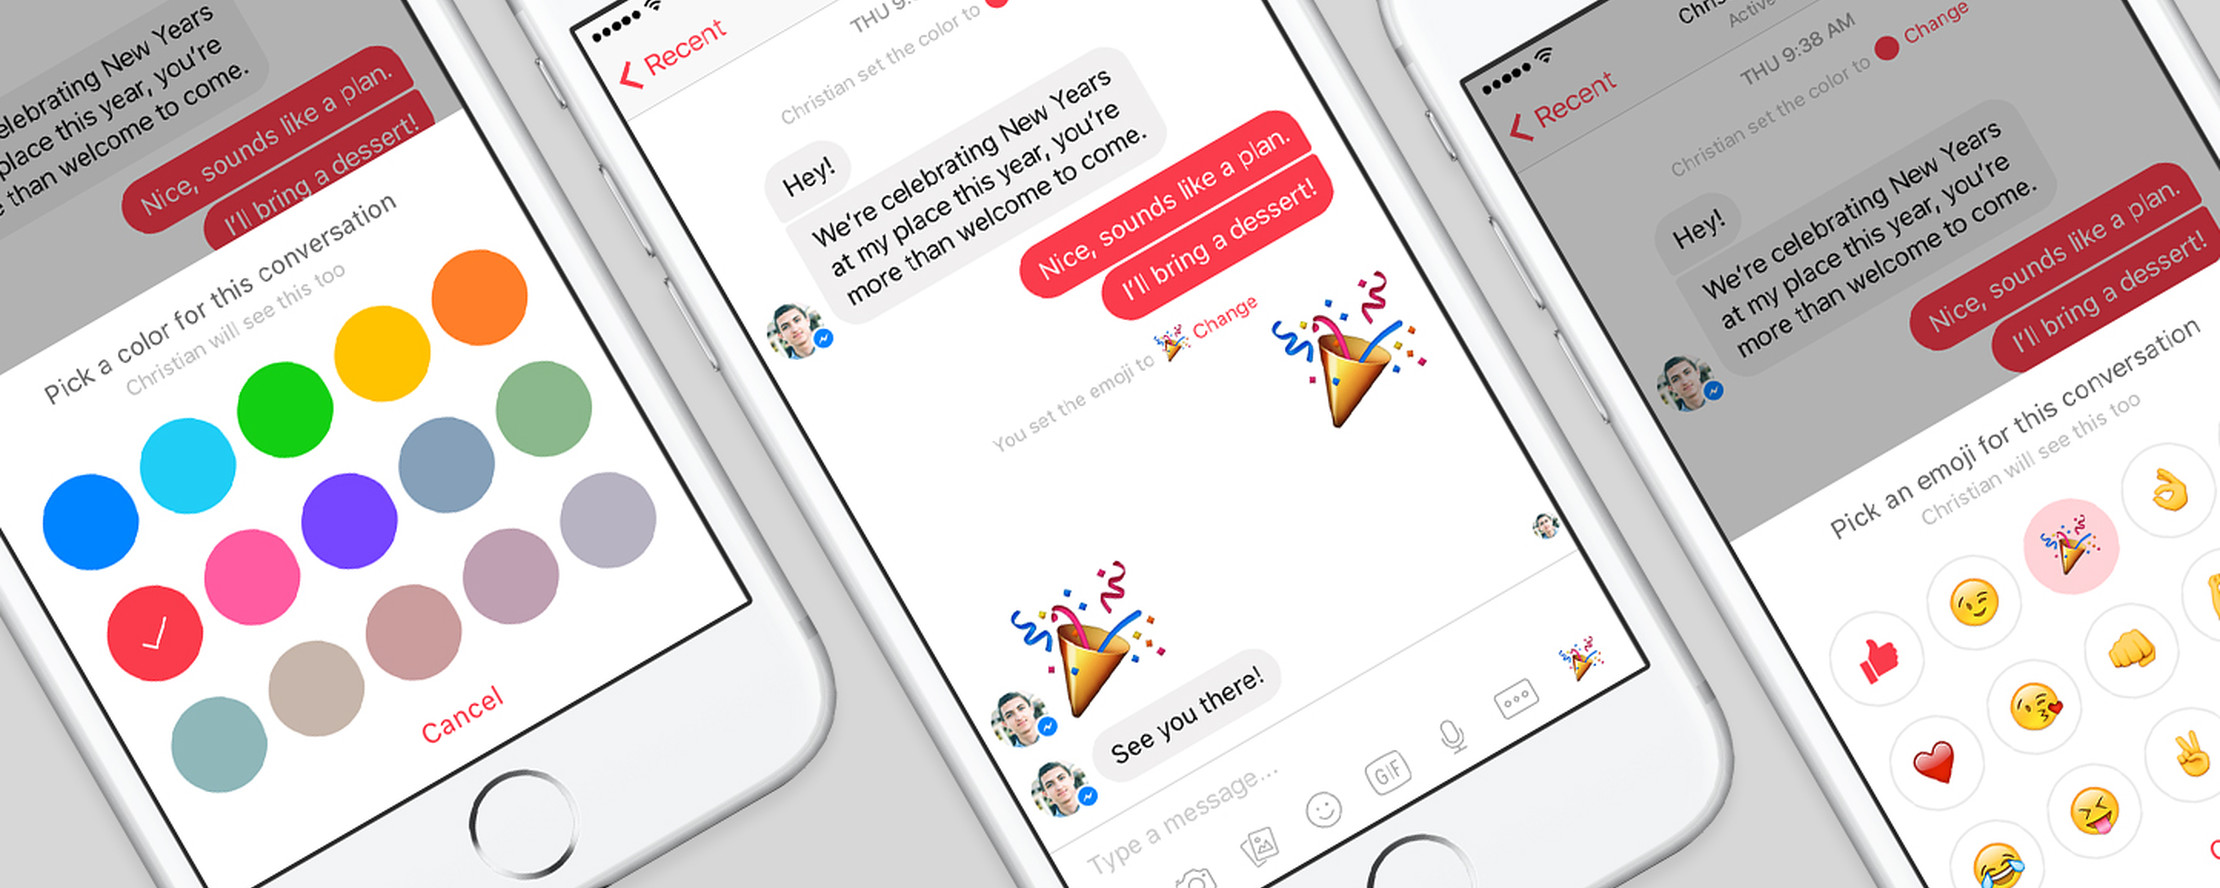 elebrating New Years
place this year, you're
than welcome to come.
Nice, sounds like a plan.
I'll bring a dessert!
Pick a color for this conversation
Christian will see this too
Cancel
Recent
THU 9:
Christian set the color to
Hey!
We're celebrating New Years
at my place this year, you're
more than welcome to come.
Nice, sounds like a plan.
I'll bring a dessert!
You set the emoji to 🎉 Change
See you there!
Type a message...
GIF
Chris
Active
Recent
THU 9:38 AM
Christian set the color to Change
Hey!
We're celebrating New Years
at my place this year, you're
more than welcome to come.
Nice, sounds like a plan.
I'll bring a dessert!
Pick an emoji for this conversation
Christian will see this too